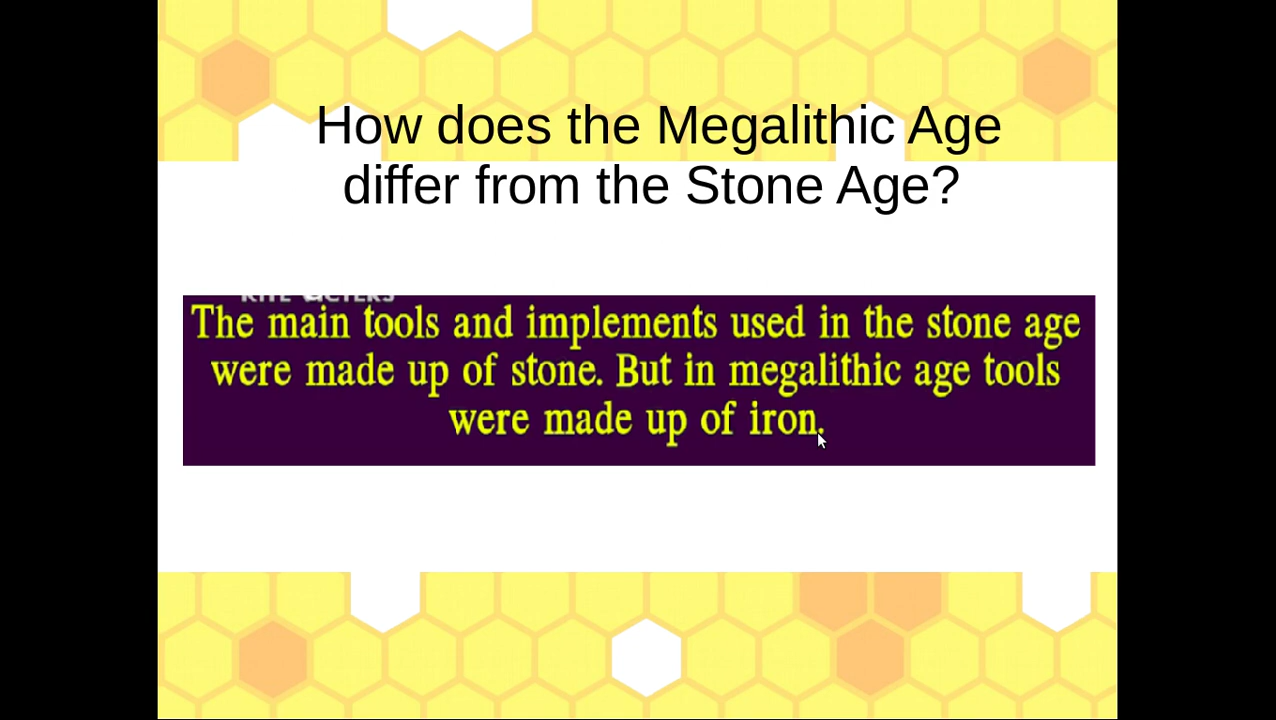 How does the Megalithic Age
differ from the Stone Age?
The main tools and implements used in the stone age
were made up of stone. But in megalithic age tools
were made up of iron.